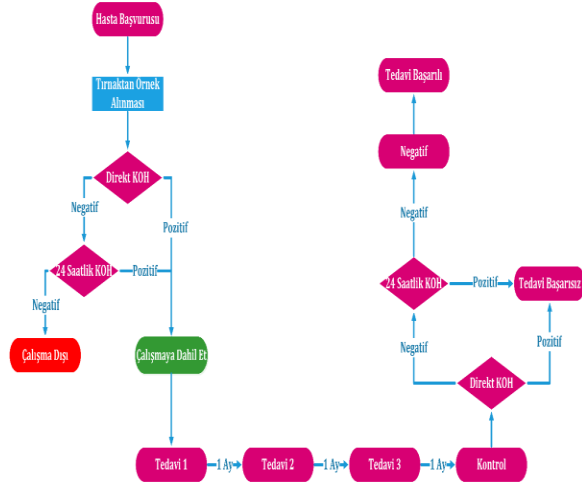 Hasta Başvurusu
Tırnaktan Örnek
Alınması
Direkt KOH
Negatif
Pozitif
24 Saatlik KOH
Pozitif
Negatif
Çalışma Dışı
Çalışmaya Dahil Et
Tedavi 1
1 Ay
Tedavi 2
1 Ay
Tedavi 3
1 Ay
Kontrol
Direkt KOH
Negatif
Pozitif
24 Saatlik KOH
Pozitif
Tedavi Başarısız
Negatif
Negatif
Tedavi Başarılı